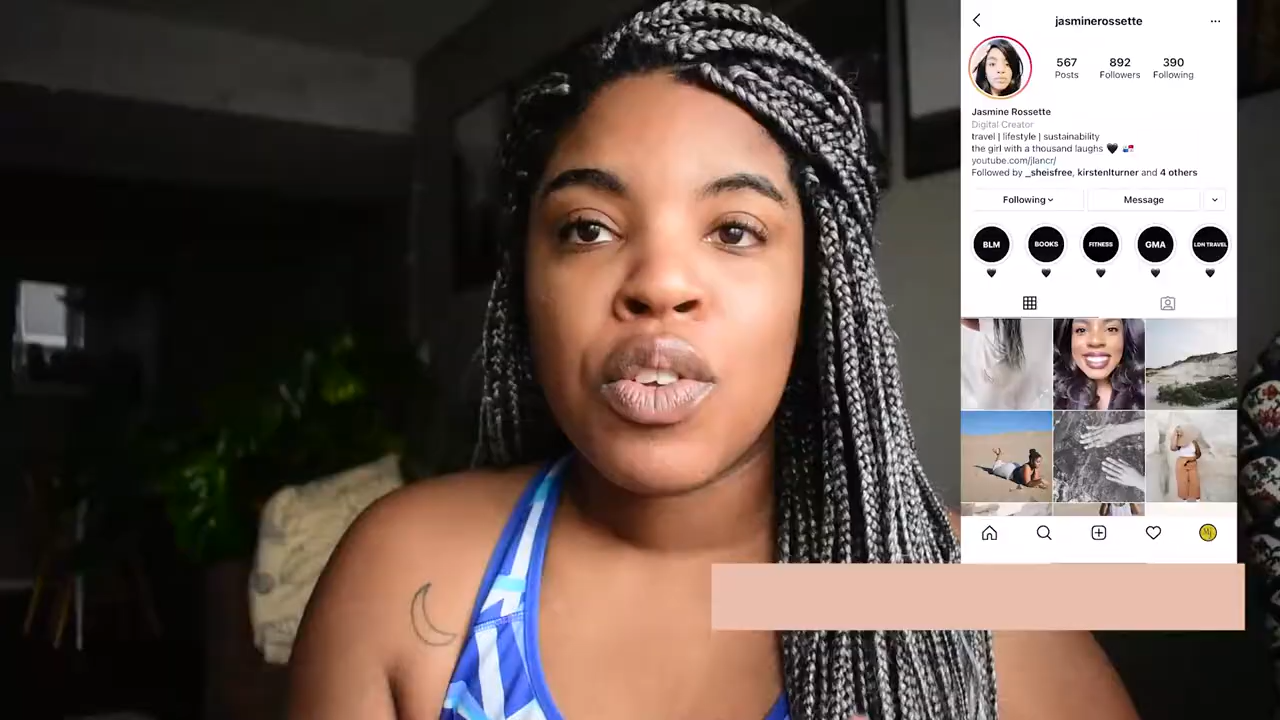 jasminerossette
567 892 390
Posts Followers Following
Jasmine Rossette
Digital Creator
travel | lifestyle | sustainability
the girl with a thousand laughs 🖤 🇵🇦
youtube.com/jlancr/
Followed by _sheisfree, kirstenlturner and 4 others
Following Message
BLM BOOKS FITNESS GMA LDN TRAVEL